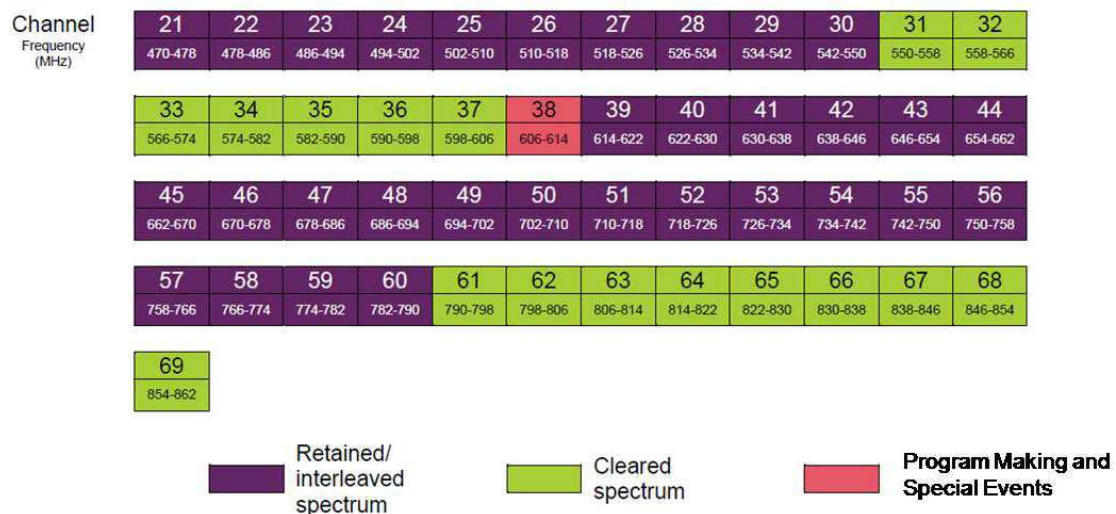 Channel 21 22 23 24 25 26 27 28 29 30 31 32
Frequency
(MHz) 470-478 478-486 486-494 494-502 502-510 510-518 518-526 526-534 534-542 542-550 550-558 558-566
33 34 35 36 37 38 39 40 41 42 43 44
566-574 574-582 582-590 590-598 598-606 606-614 614-622 622-630 630-638 638-646 646-654 654-662
45 46 47 48 49 50 51 52 53 54 55 56
662-670 670-678 678-686 686-694 694-702 702-710 710-718 718-726 726-734 734-742 742-750 750-758
57 58 59 60 61 62 63 64 65 66 67 68
758-766 766-774 774-782 782-790 790-798 798-806 806-814 814-822 822-830 830-838 838-846 846-854
69
854-862
Retained/
interleaved
spectrum
Cleared
spectrum
Program Making and
Special Events